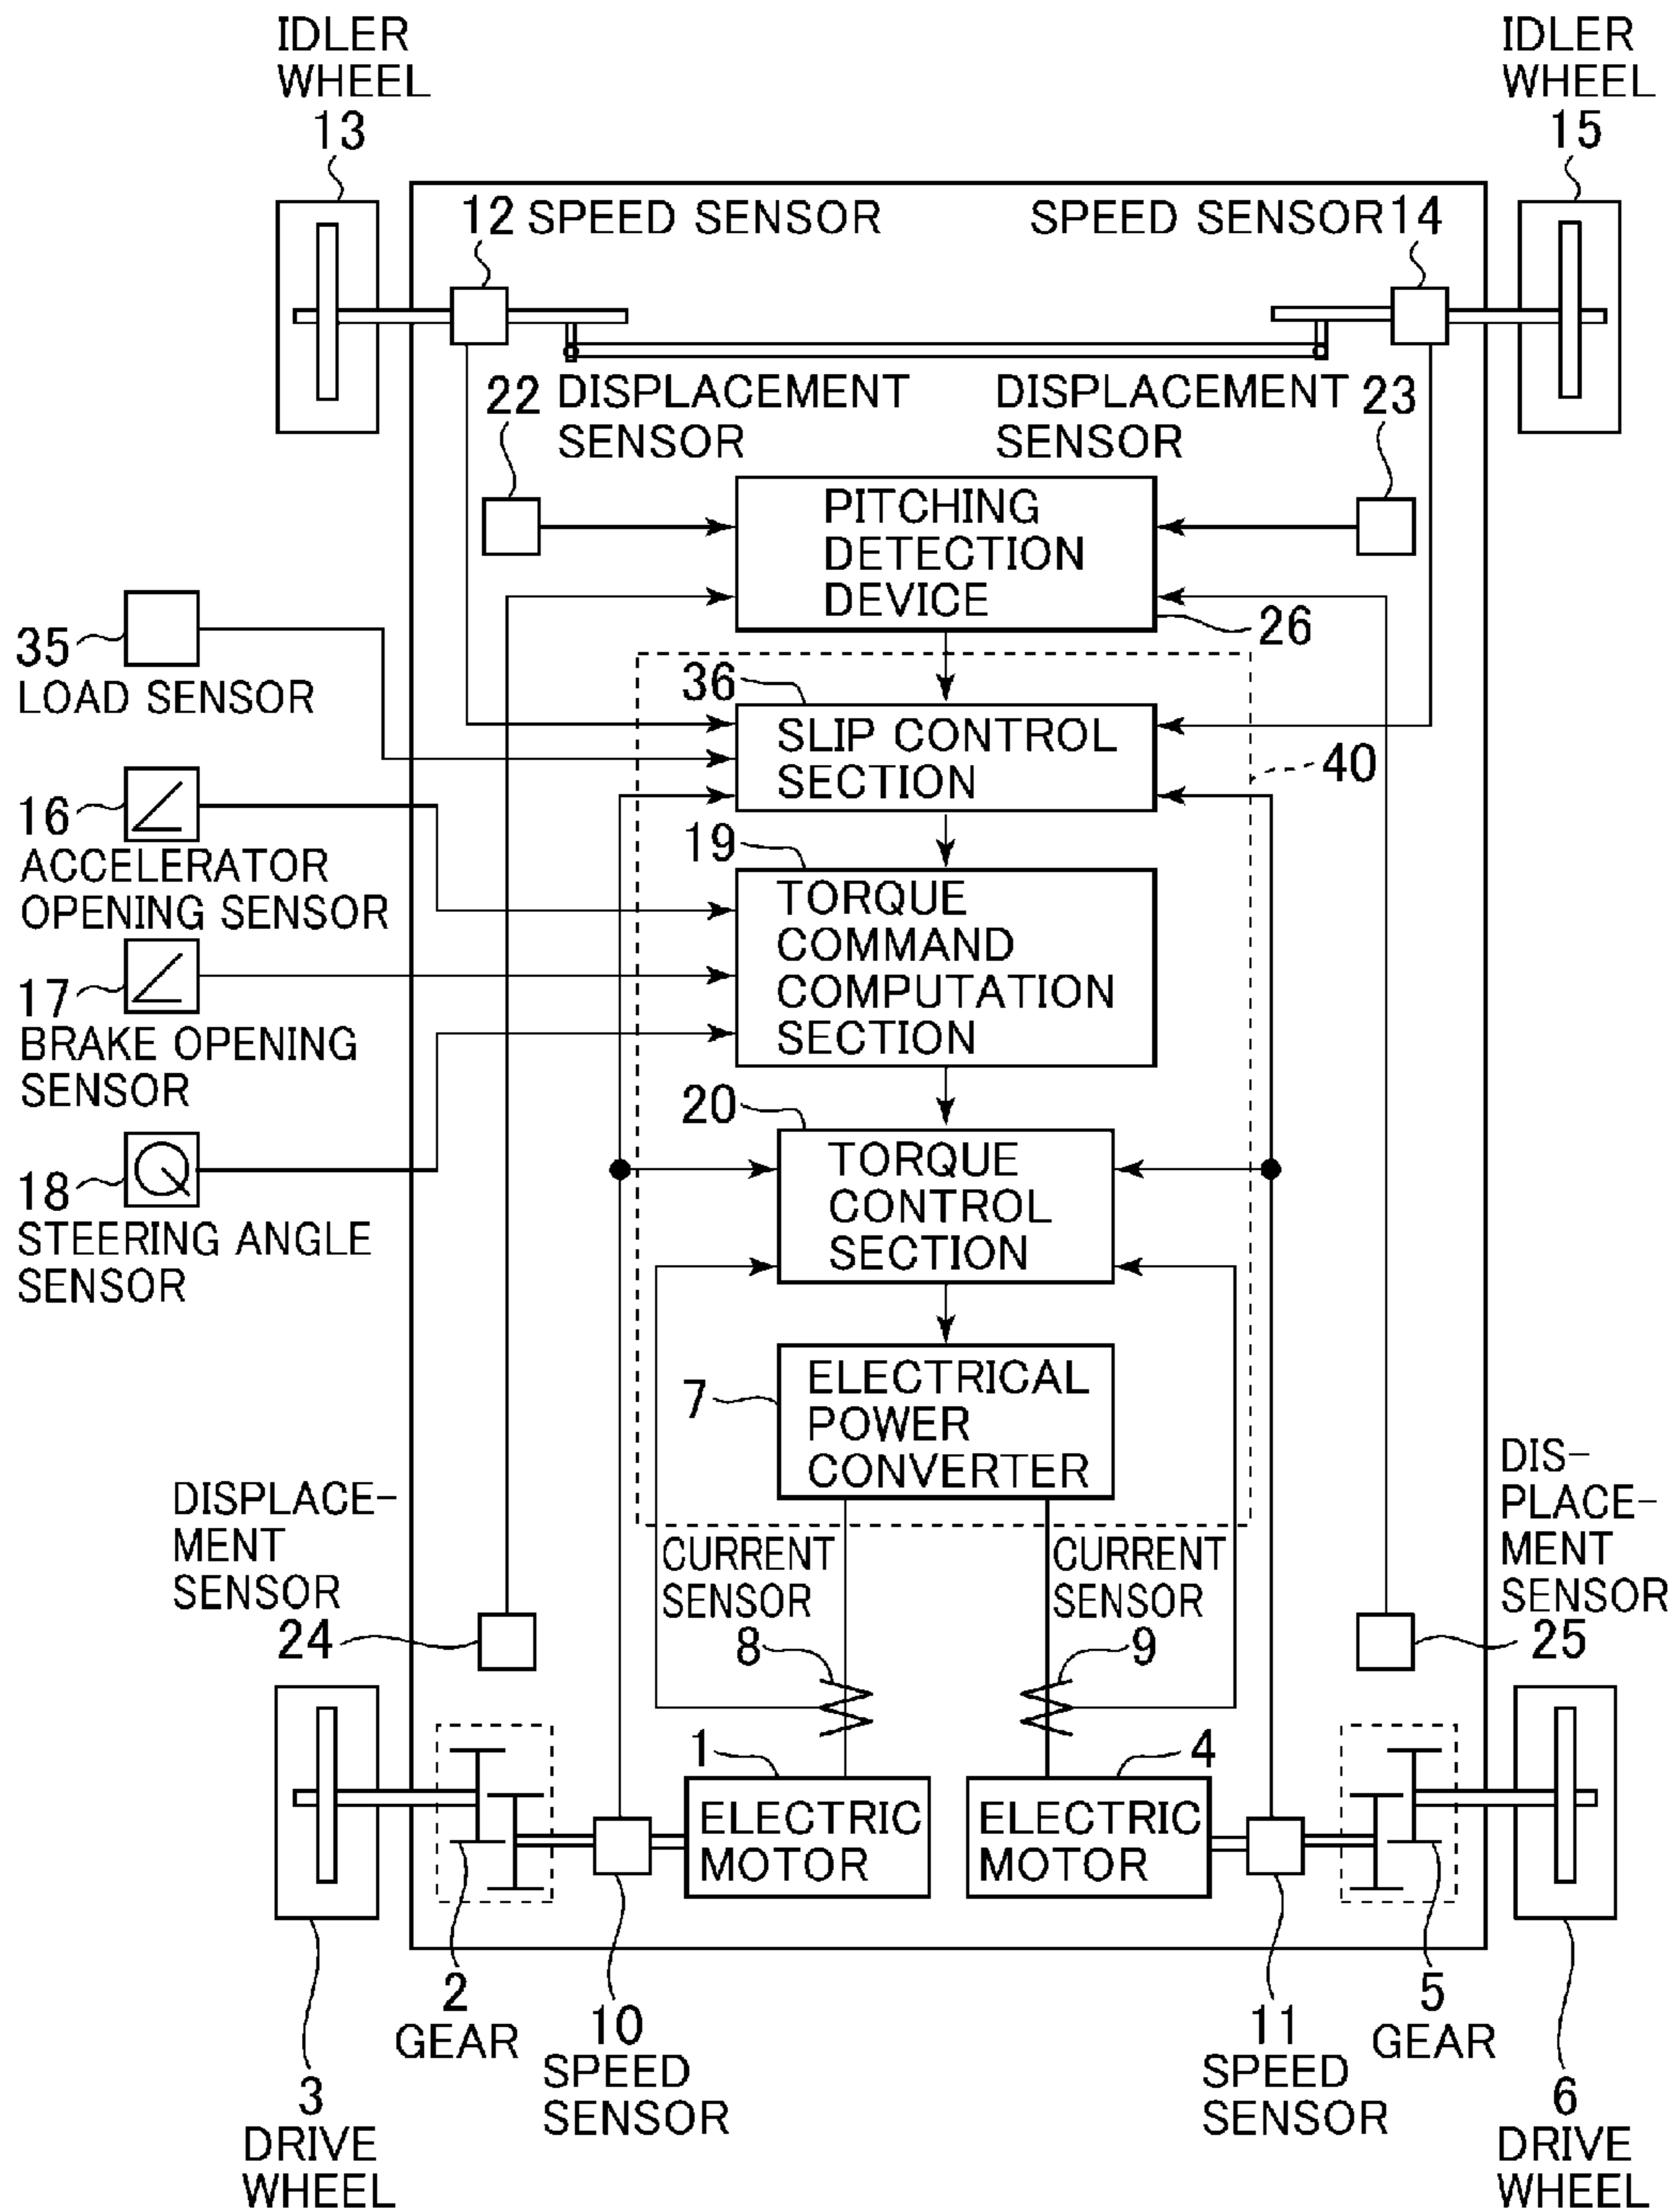 IDLER
WHEEL
13
IDLER
WHEEL
15
12 SPEED SENSOR
SPEED SENSOR 14
22 DISPLACEMENT
SENSOR
DISPLACEMENT 23
SENSOR
PITCHING
DETECTION
DEVICE
26
35
LOAD SENSOR
36
SLIP CONTROL
SECTION
40
16
ACCELERATOR
OPENING SENSOR
19
TORQUE
COMMAND
COMPUTATION
SECTION
17
BRAKE OPENING
SENSOR
18
STEERING ANGLE
SENSOR
20
TORQUE
CONTROL
SECTION
7
ELECTRICAL
POWER
CONVERTER
DISPLACE-
MENT
SENSOR
24
DIS-
PLACE-
MENT
SENSOR
25
CURRENT
SENSOR
8
CURRENT
SENSOR
9
1
ELECTRIC
MOTOR
4
ELECTRIC
MOTOR
2
GEAR
10
SPEED
SENSOR
11
SPEED
SENSOR
5
GEAR
3
DRIVE
WHEEL
6
DRIVE
WHEEL